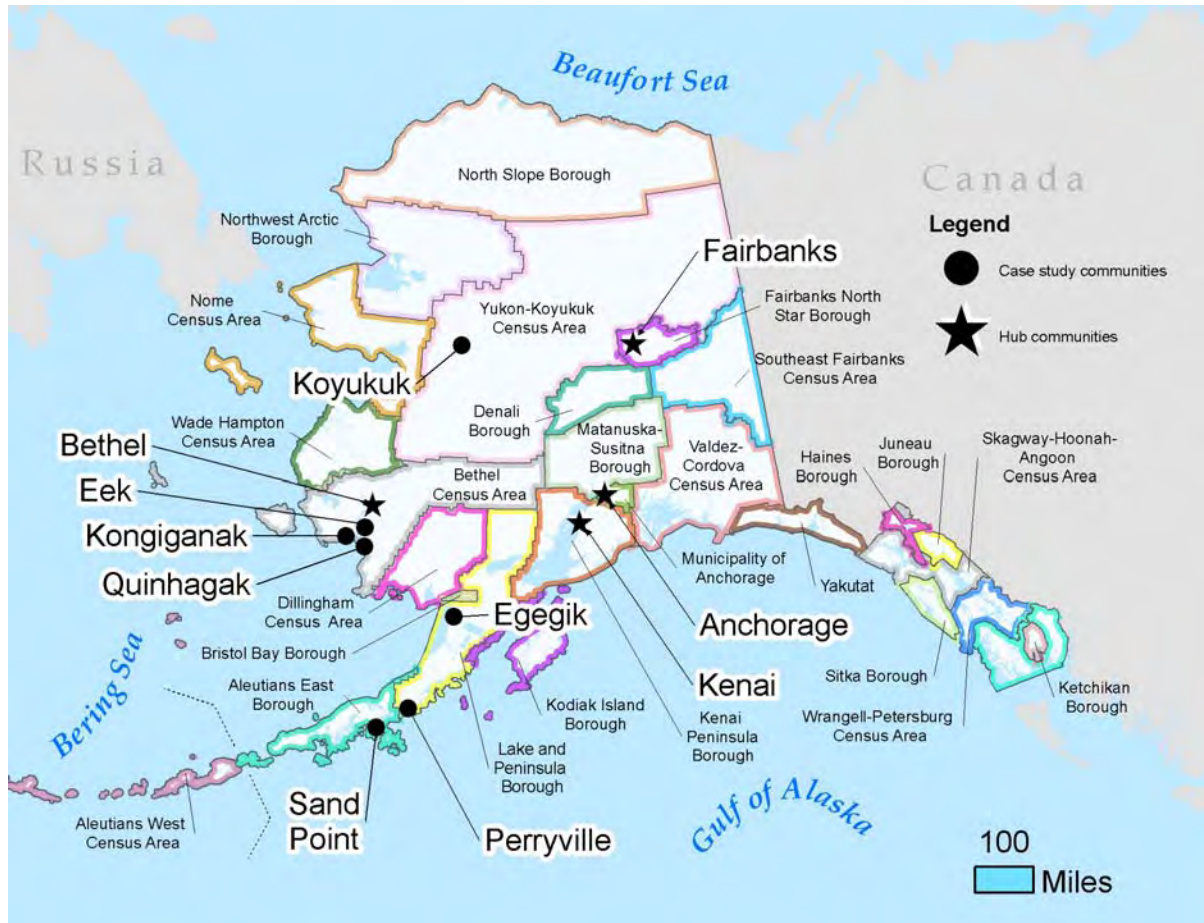 Beaufort Sea
Russia
Canada
North Slope Borough
Northwest Arctic
Borough
Legend
Case study communities
Hub communities
Fairbanks
Fairbanks North
Star Borough
Nome
Census Area
Yukon-Koyukuk
Census Area
Southeast Fairbanks
Census Area
Koyukuk
Denali
Borough
Wade Hampton
Census Area
Matanuska-
Susitna
Borough
Valdez-
Cordova
Census Area
Haines
Borough
Juneau
Borough
Skagway-Hoonah-
Angoon
Census Area
Bethel
Eek
Kongiganak
Quinhagak
Bethel
Census Area
Municipality of
Anchorage
Yakutat
Dillingham
Census Area
Egegik
Anchorage
Bristol Bay Borough
Kenai
Sitka Borough
Ketchikan
Borough
Wrangell-Petersburg
Census Area
Bering Sea
Aleutians East
Borough
Kodiak Island
Borough
Kenai
Peninsula
Borough
Lake and
Peninsula
Borough
Sand
Point
Perryville
Gulf of Alaska
Aleutians West
Census Area
100
Miles